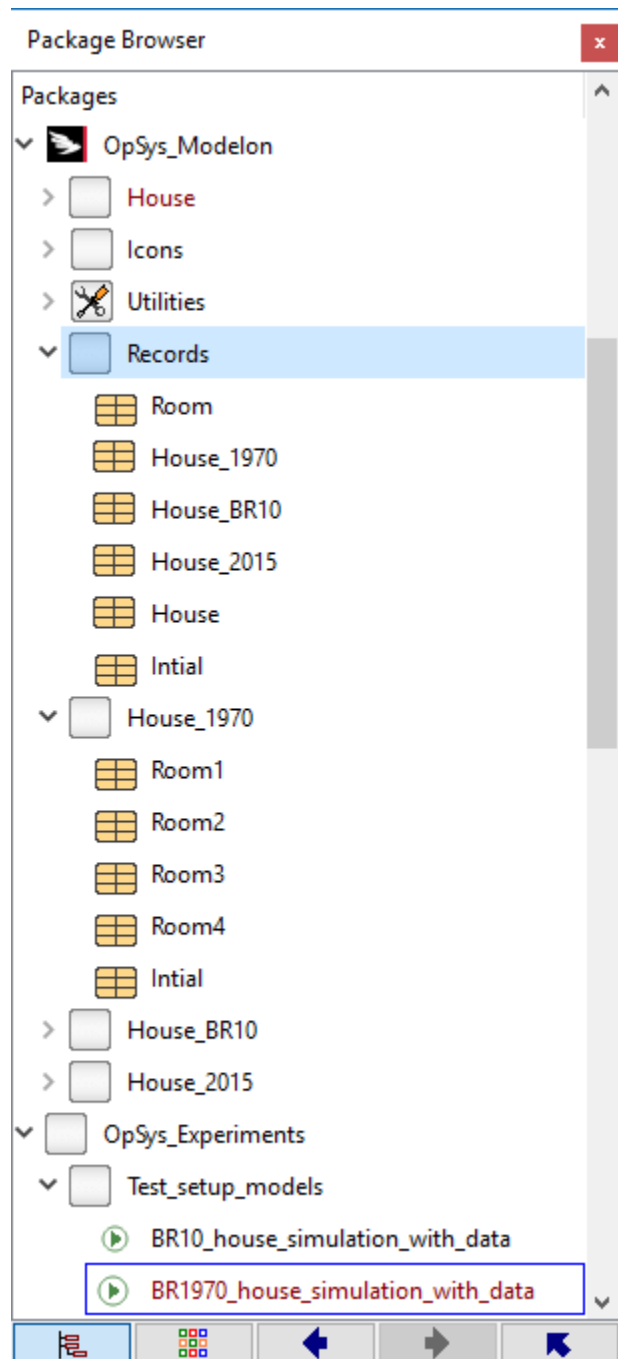 Package Browser
x
Packages
OpSys_Modelon
House
Icons
Utilities
Records
Room
House_1970
House_BR10
House_2015
House
Intial
House_1970
Room1
Room2
Room3
Room4
Intial
House_BR10
House_2015
OpSys_Experiments
Test_setup_models
BR10_house_simulation_with_data
BR1970_house_simulation_with_data